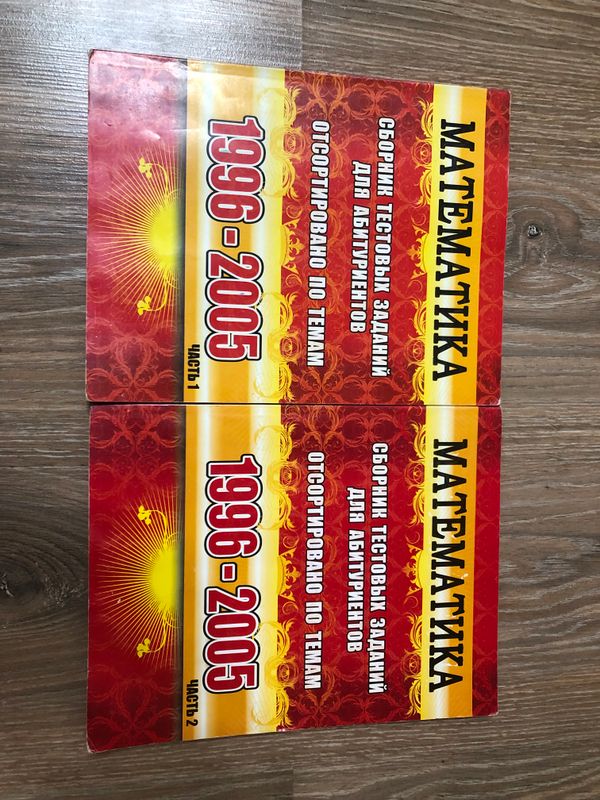 МАТЕМАТИКА
СБОРНИК ТЕСТОВЫХ ЗАДАНИЙ
ДЛЯ АБИТУРИЕНТОВ
ОТСОРТИРОВАНО ПО ТЕМАМ
1996 - 2005
ЧАСТЬ 1
МАТЕМАТИКА
СБОРНИК ТЕСТОВЫХ ЗАДАНИЙ
ДЛЯ АБИТУРИЕНТОВ
ОТСОРТИРОВАНО ПО ТЕМАМ
1996 - 2005
ЧАСТЬ 2